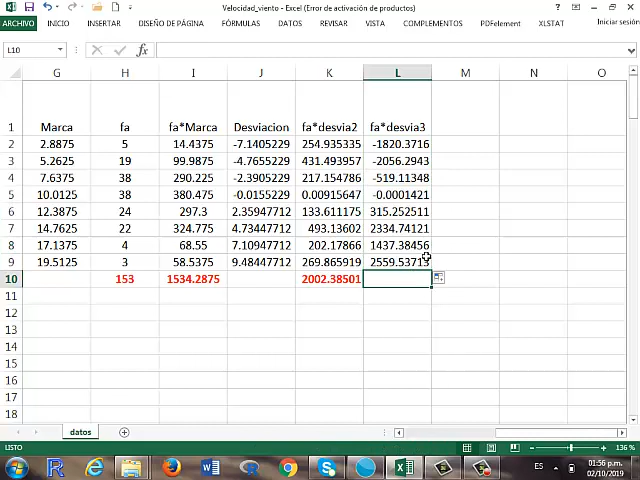 Velocidad_viento - Excel (Error de activación de productos)
ARCHIVO INICIO INSERTAR DISEÑO DE PÁGINA FÓRMULAS DATOS REVISAR VISTA COMPLEMENTOS PDFelement XLSTAT Iniciar sesión
L10 fx
G H I J K L M N O
1 Marca fa fa*Marca Desviacion fa*desvia2 fa*desvia3
2 2.8875 5 14.4375 -7.1405229 254.935335 -1820.3716
3 5.2625 19 99.9875 -4.7655229 431.493957 -2056.2943
4 7.6375 38 290.225 -2.3905229 217.154786 -519.11348
5 10.0125 38 380.475 -0.0155229 0.00915647 -0.0001421
6 12.3875 24 297.3 2.35947712 133.611175 315.252511
7 14.7625 22 324.775 4.73447712 493.13602 2334.74121
8 17.1375 4 68.55 7.10947712 202.17866 1437.38456
9 19.5125 3 58.5375 9.48447712 269.865919 2559.53713
10 153 1534.2875 2002.38501
11
12
13
14
15
16
17
18
datos
LISTO 136 %
ES 01:56 p.m.
02/10/2019